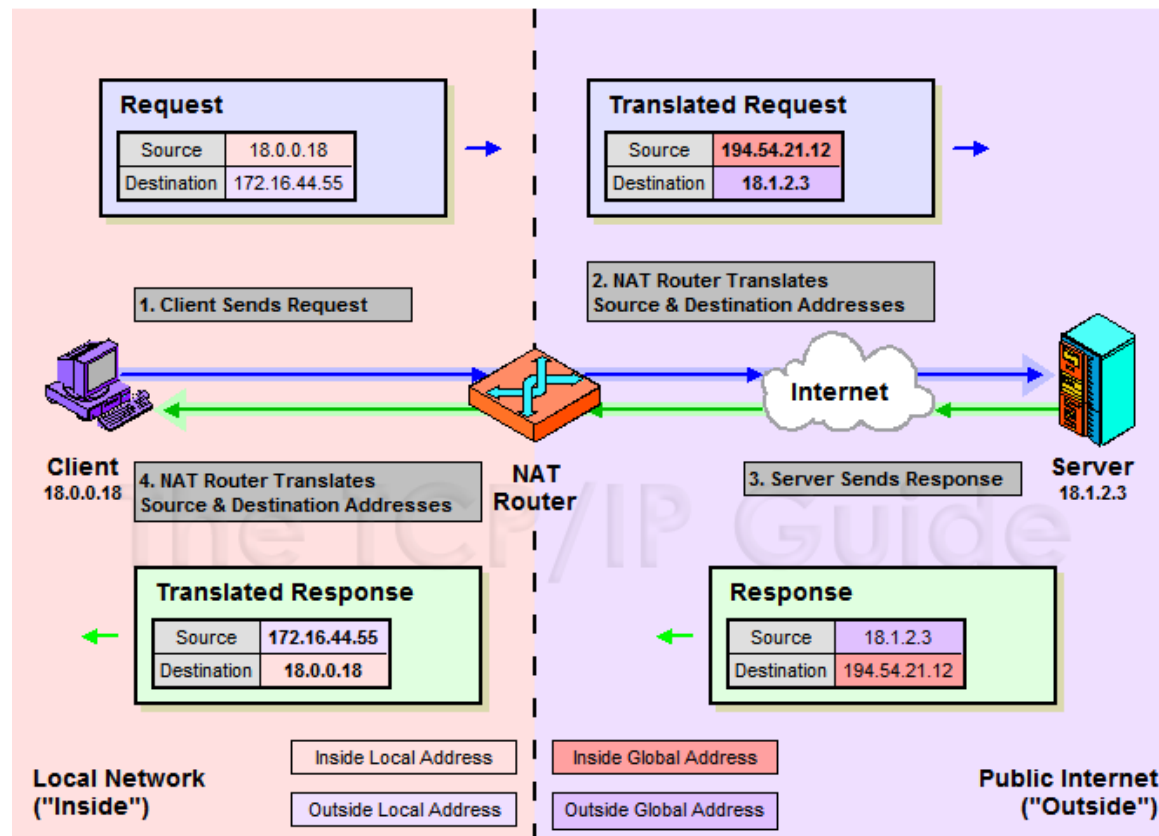 Request
Source 18.0.0.18
Destination 172.16.44.55
Translated Request
Source 194.54.21.12
Destination 18.1.2.3
1. Client Sends Request
2. NAT Router Translates
Source & Destination Addresses
Internet
Client
18.0.0.18
NAT
Router
Server
18.1.2.3
4. NAT Router Translates
Source & Destination Addresses
3. Server Sends Response
The TCP/IP Guide
Translated Response
Source 172.16.44.55
Destination 18.0.0.18
Response
Source 18.1.2.3
Destination 194.54.21.12
Local Network
("Inside")
Inside Local Address
Outside Local Address
Inside Global Address
Outside Global Address
Public Internet
("Outside")